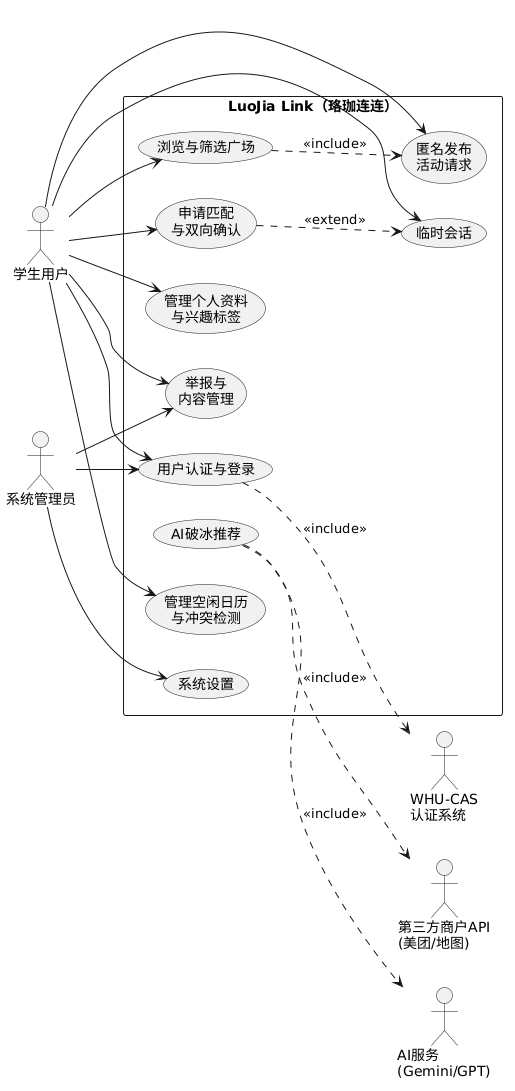 LuoJia Link（珞珈连连）
浏览与筛选广场
«include»
匿名发布
活动请求
申请匹配
与双向确认
«extend»
临时会话
学生用户
管理个人资料
与兴趣标签
举报与
内容管理
系统管理员
用户认证与登录
«include»
AI破冰推荐
管理空闲日历
与冲突检测
系统设置
«include»
WHU-CAS
认证系统
«include»
第三方商户API
(美团/地图)
AI服务
(Gemini/GPT)